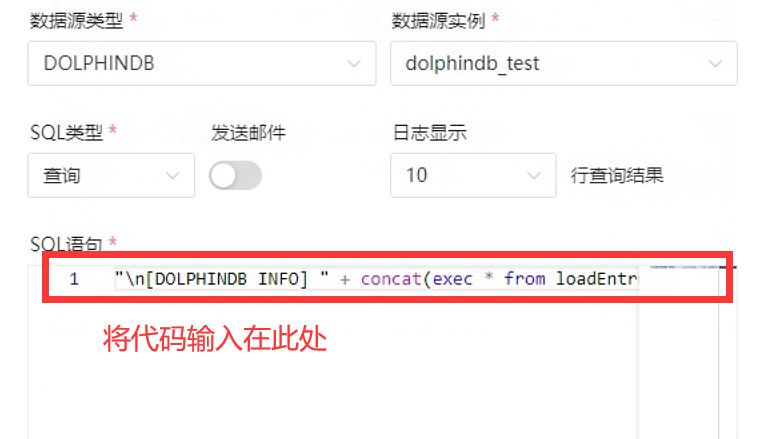 数据源类型 * 数据源实例 *
DOLPHINDB dolphindb_test
SQL类型 * 发送邮件 日志显示
查询 10 行查询结果
SQL语句 *
1 "\n[DOLPHINDB INFO] " + concat(exec * from loadEntr
将代码输入在此处